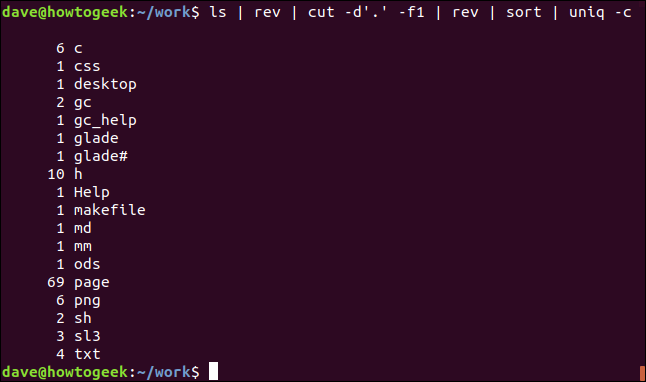 dave@howtogeek:~/work$ ls | rev | cut -d'.' -f1 | rev | sort | uniq -c
6 c
1 css
1 desktop
2 gc
1 gc_help
1 glade
1 glade#
10 h
1 Help
1 makefile
1 md
1 mm
1 ods
69 page
6 png
2 sh
3 sl3
4 txt
dave@howtogeek:~/work$